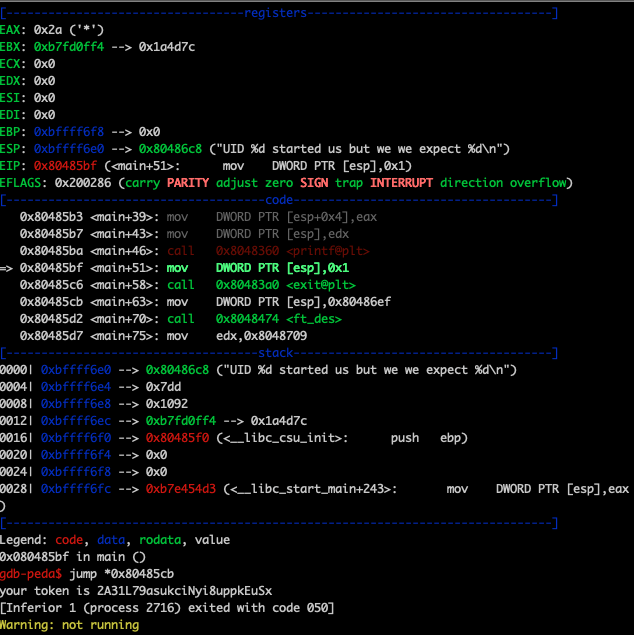 [----------------------------------registers-----------------------------------]
EAX: 0x2a ('*')
EBX: 0xb7fd0ff4 --> 0x1a4d7c
ECX: 0x0
EDX: 0x0
ESI: 0x0
EDI: 0x0
EBP: 0xbffff6f8 --> 0x0
ESP: 0xbffff6e0 --> 0x80486c8 ("UID %d started us but we we expect %d\n")
EIP: 0x80485bf (<main+51>:	mov    DWORD PTR [esp],0x1)
EFLAGS: 0x200286 (carry PARITY adjust zero SIGN trap INTERRUPT direction overflow)
[-------------------------------------code-------------------------------------]
   0x80485b3 <main+39>:	mov    DWORD PTR [esp+0x4],eax
   0x80485b7 <main+43>:	mov    DWORD PTR [esp],edx
   0x80485ba <main+46>:	call   0x8048360 <printf@plt>
=> 0x80485bf <main+51>:	mov    DWORD PTR [esp],0x1
   0x80485c6 <main+58>:	call   0x80483a0 <exit@plt>
   0x80485cb <main+63>:	mov    DWORD PTR [esp],0x80486ef
   0x80485d2 <main+70>:	call   0x8048474 <ft_des>
   0x80485d7 <main+75>:	mov    edx,0x8048709
[------------------------------------stack-------------------------------------]
0000| 0xbffff6e0 --> 0x80486c8 ("UID %d started us but we we expect %d\n")
0004| 0xbffff6e4 --> 0x7dd
0008| 0xbffff6e8 --> 0x1092
0012| 0xbffff6ec --> 0xb7fd0ff4 --> 0x1a4d7c
0016| 0xbffff6f0 --> 0x80485f0 (<__libc_csu_init>:	push   ebp)
0020| 0xbffff6f4 --> 0x0
0024| 0xbffff6f8 --> 0x0
0028| 0xbffff6fc --> 0xb7e454d3 (<__libc_start_main+243>:	mov    DWORD PTR [esp],eax
)
[------------------------------------------------------------------------------]
Legend: code, data, rodata, value
0x080485bf in main ()
gdb-peda$ jump *0x80485cb
your token is 2A31L79asukciNyi8uppkEuSx
[Inferior 1 (process 2716) exited with code 050]
Warning: not running